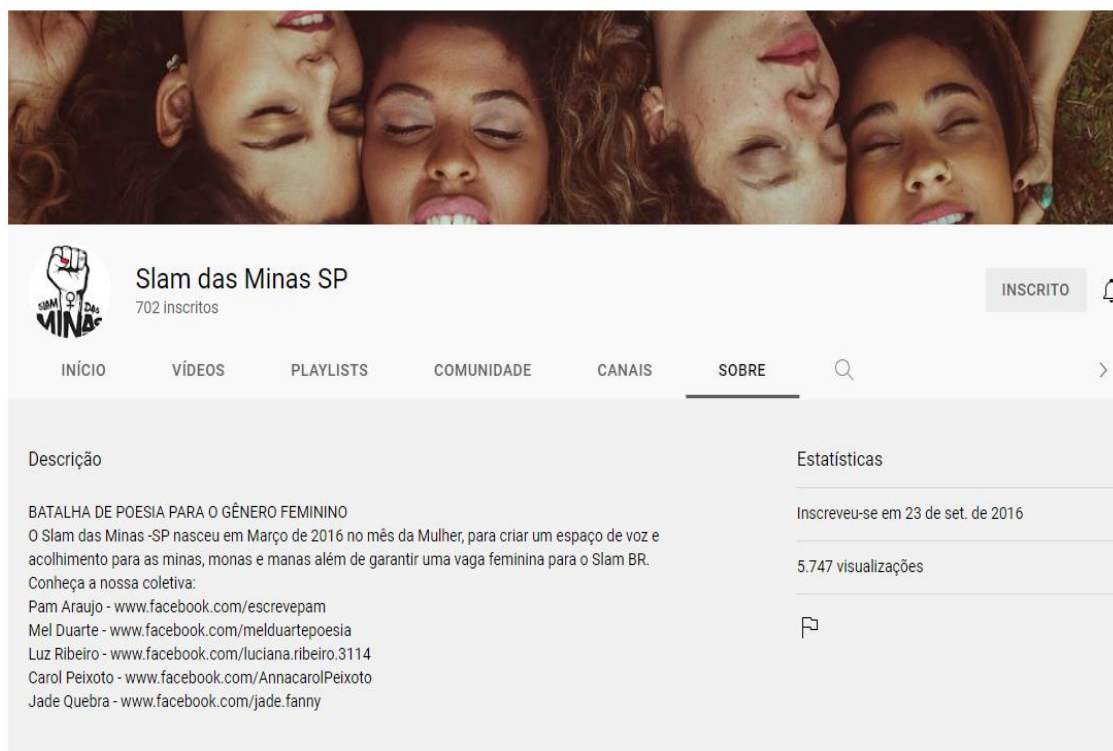 SLAM DAS
MINAS
Slam das Minas SP
702 inscritos
INSCRITO
INÍCIO VÍDEOS PLAYLISTS COMUNIDADE CANAIS SOBRE
Descrição
BATALHA DE POESIA PARA O GÊNERO FEMININO
O Slam das Minas -SP nasceu em Março de 2016 no mês da Mulher, para criar um espaço de voz e
acolhimento para as minas, monas e manas além de garantir uma vaga feminina para o Slam BR.
Conheça a nossa coletiva:
Pam Araujo - www.facebook.com/escrevepam
Mel Duarte - www.facebook.com/melduartepoesia
Luz Ribeiro - www.facebook.com/luciana.ribeiro.3114
Carol Peixoto - www.facebook.com/AnnacarolPeixoto
Jade Quebra - www.facebook.com/jade.fanny
Estatísticas
Inscreveu-se em 23 de set. de 2016
5.747 visualizações